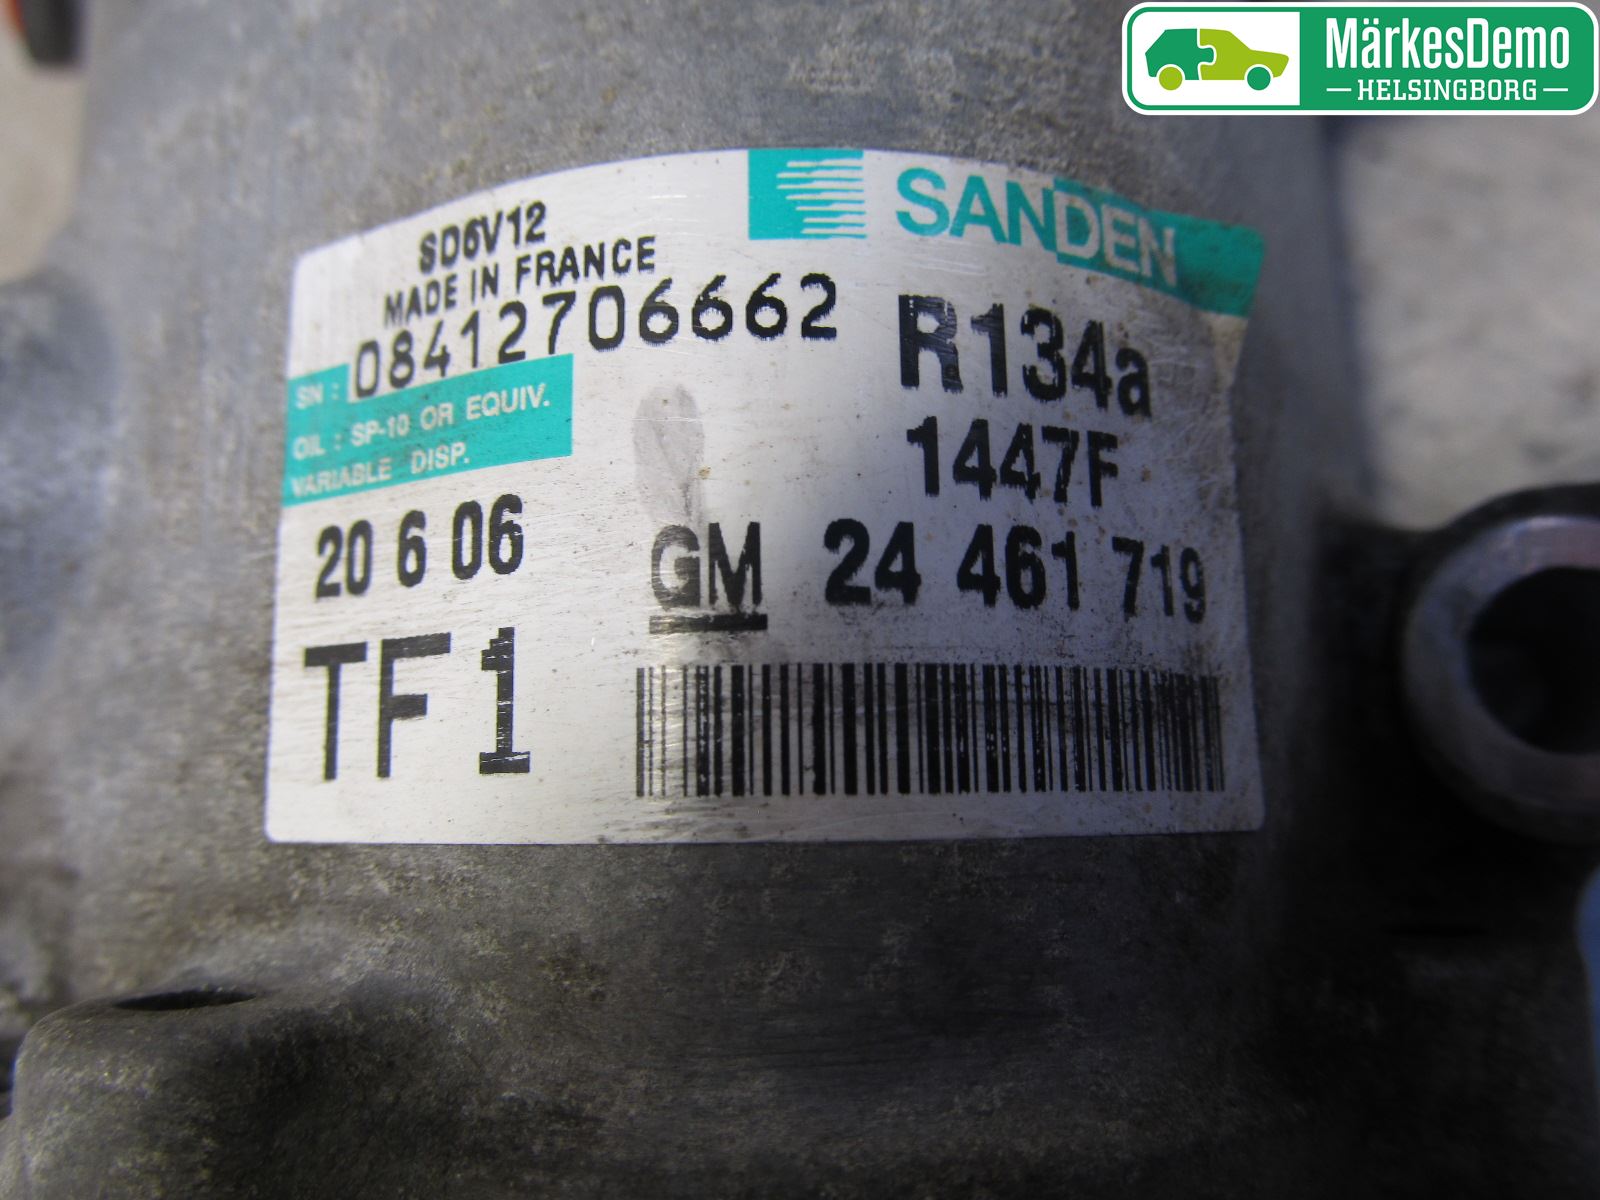 MärkesDemo
HELSINGBORG
SANDEN
SD6V12
MADE IN FRANCE
SN : 08412706662
OIL : SP-10 OR EQUIV.
VARIABLE DISP.
R134a
1447F
20 6 06
GM 24 461 719
TF1